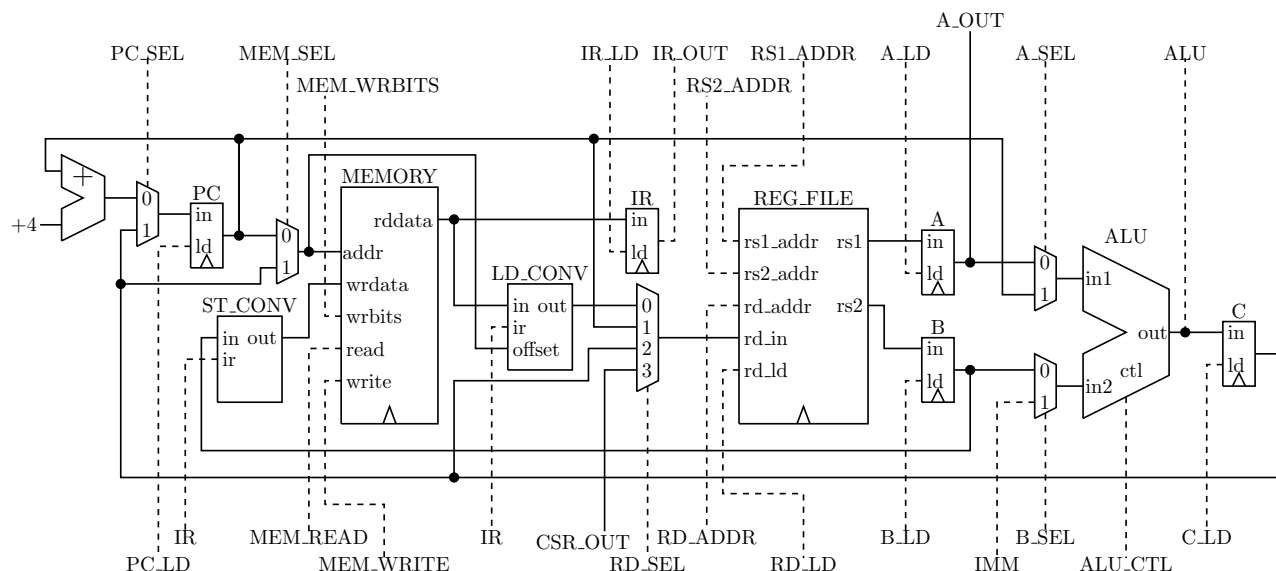 A_OUT
PC_SEL MEM_SEL IR_LD IR_OUT RS1_ADDR A_LD A_SEL ALU
MEM_WRBITS RS2_ADDR
+ MEMORY
0 PC IR REG_FILE
in rddata in A
+4 1 0 rs1_addr rs1 in ALU
ld addr ld 0
1 LD_CONV rs2_addr ld in1
wrdata 0 1
ST_CONV in out rd_addr rs2 C
in out wrbits ir 1 B out in
ir read offset 2 rd_in in
3 0 ctl ld
write rd_ld ld in2
1
IR MEM_READ IR CSR_OUT RD_ADDR B_LD B_SEL C_LD
PC_LD MEM_WRITE RD_SEL RD_LD IMM ALU_CTL